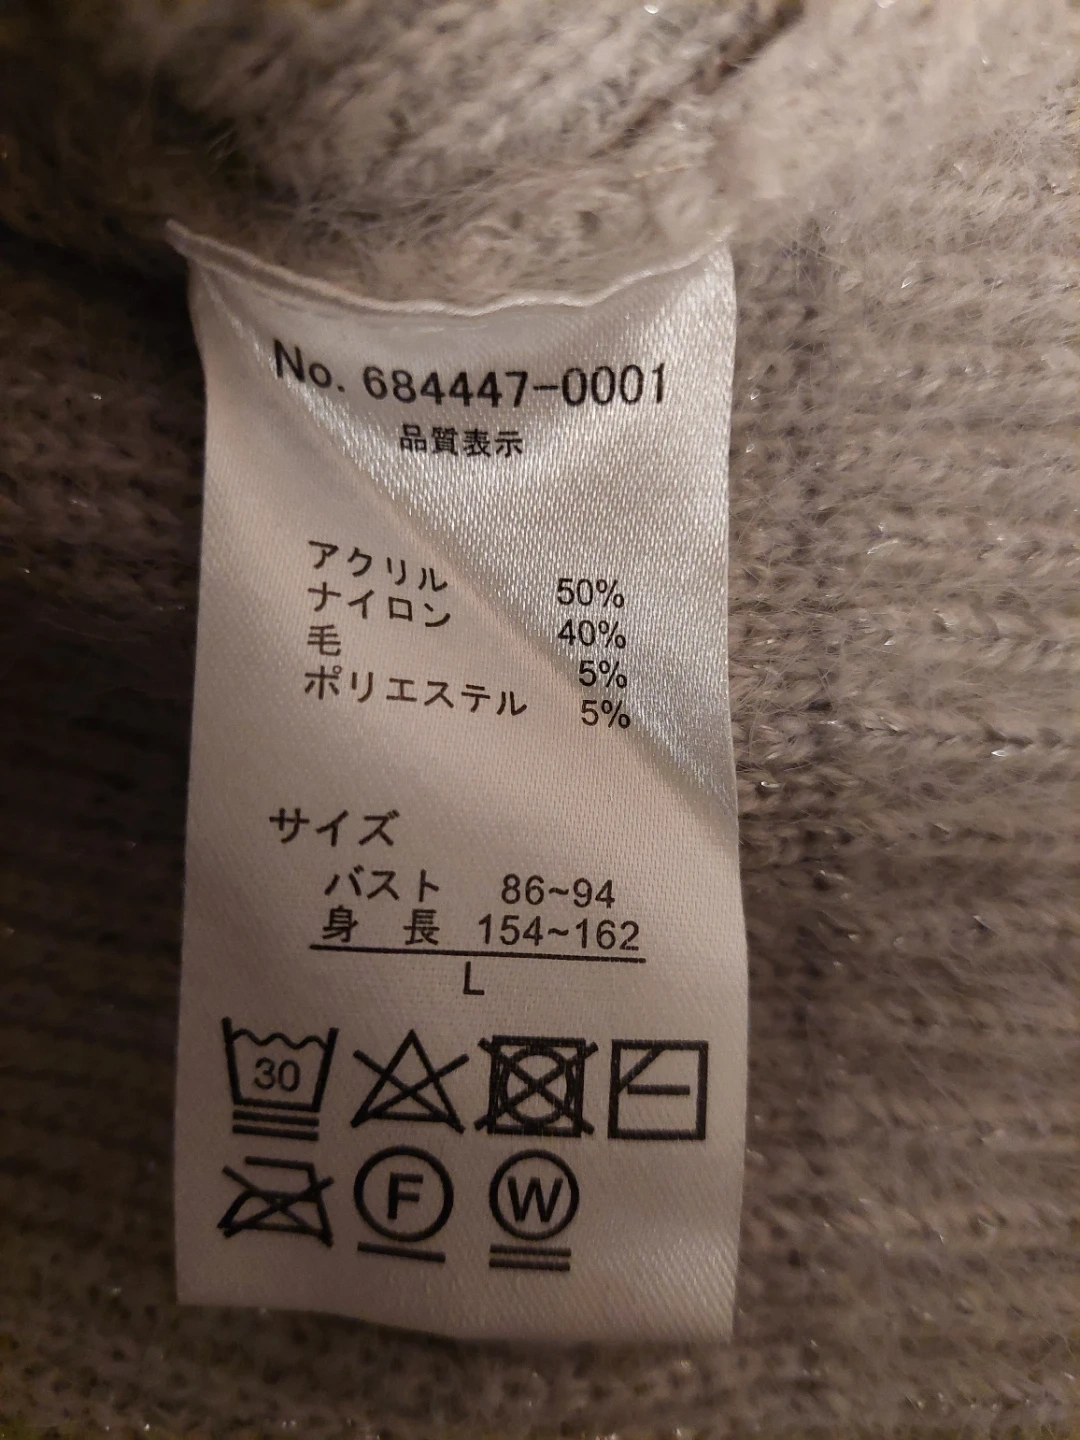 No. 684447-0001
品質表示
アクリル 50%
ナイロン 40%
毛 5%
ポリエステル 5%
サイズ
バスト 86~94
身 長 154~162
L
30
F W